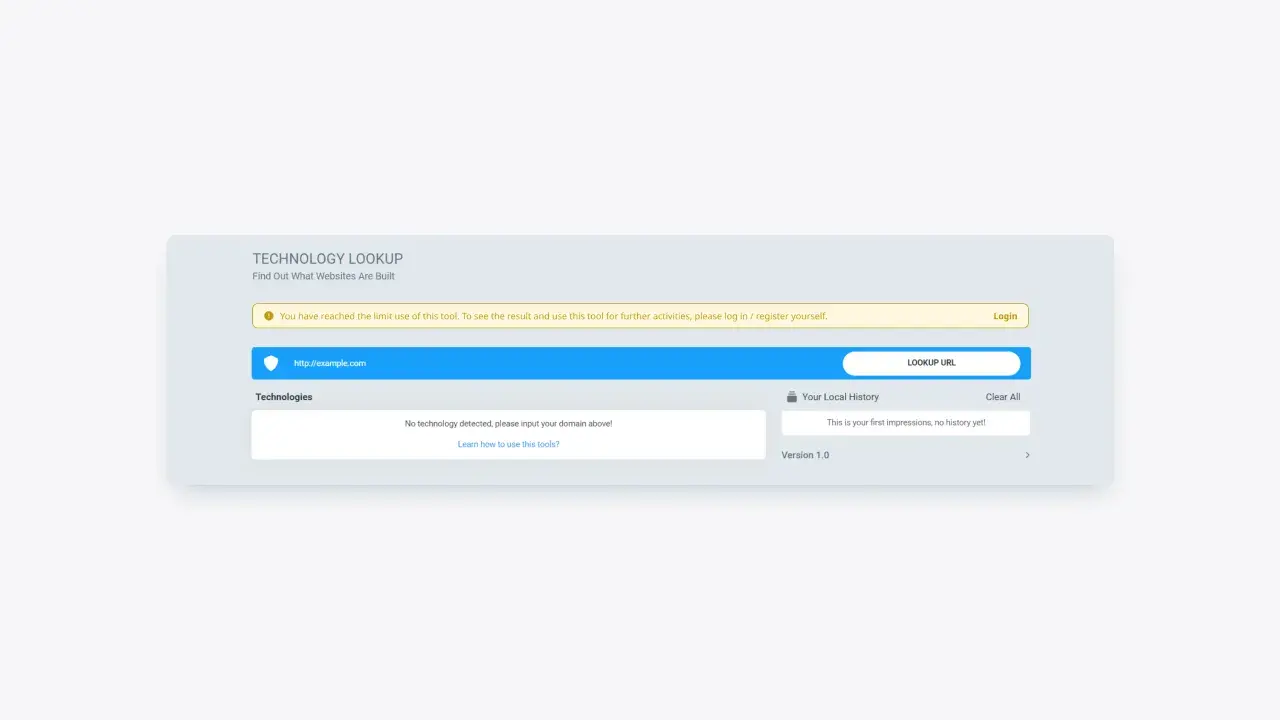 TECHNOLOGY LOOKUP
Find Out What Websites Are Built
You have reached the limit use of this tool. To see the result and use this tool for further activities, please log in / register yourself.
Login
http://example.com
LOOKUP URL
Technologies
No technology detected, please input your domain above!
Learn how to use this tools?
Your Local History
Clear All
This is your first impressions, no history yet!
Version 1.0